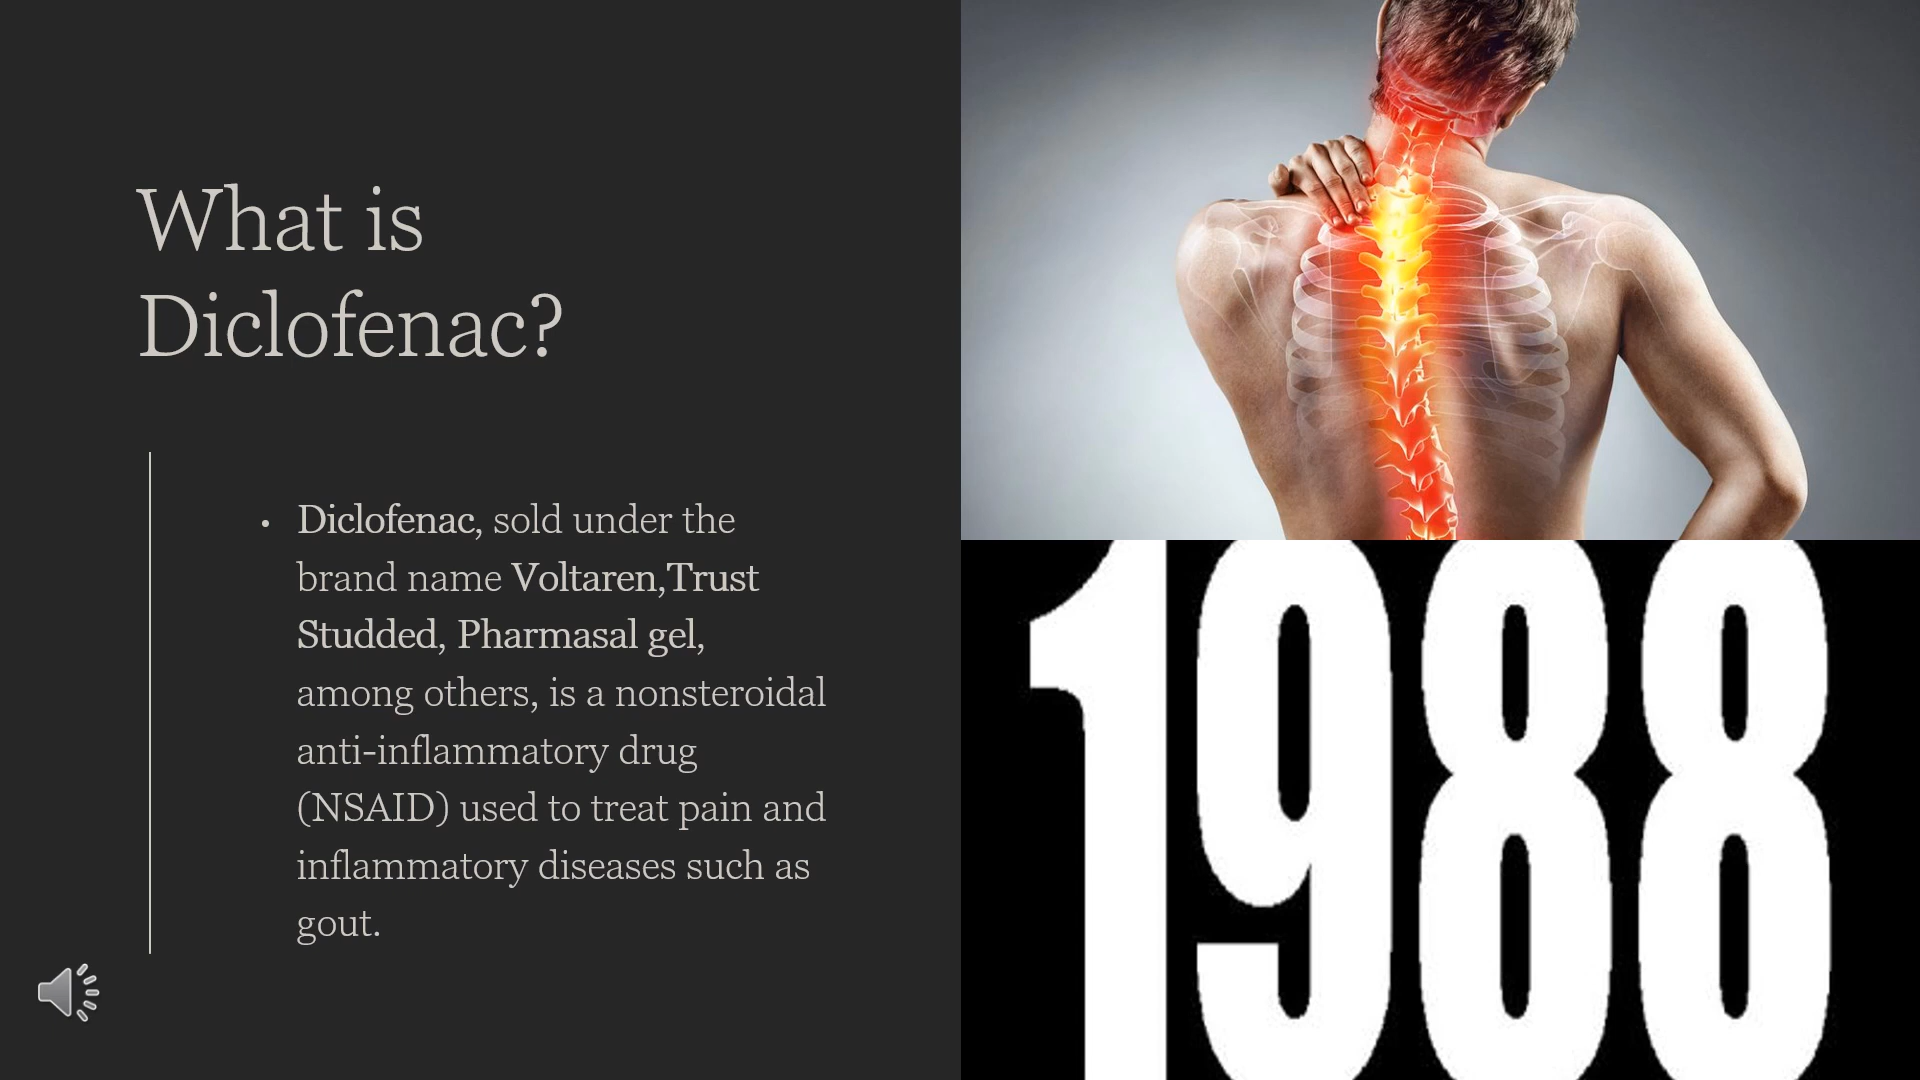 What is
Diclofenac?
• Diclofenac, sold under the
brand name Voltaren,Trust
Studded, Pharmasal gel,
among others, is a nonsteroidal
anti-inflammatory drug
(NSAID) used to treat pain and
inflammatory diseases such as
gout.
1988